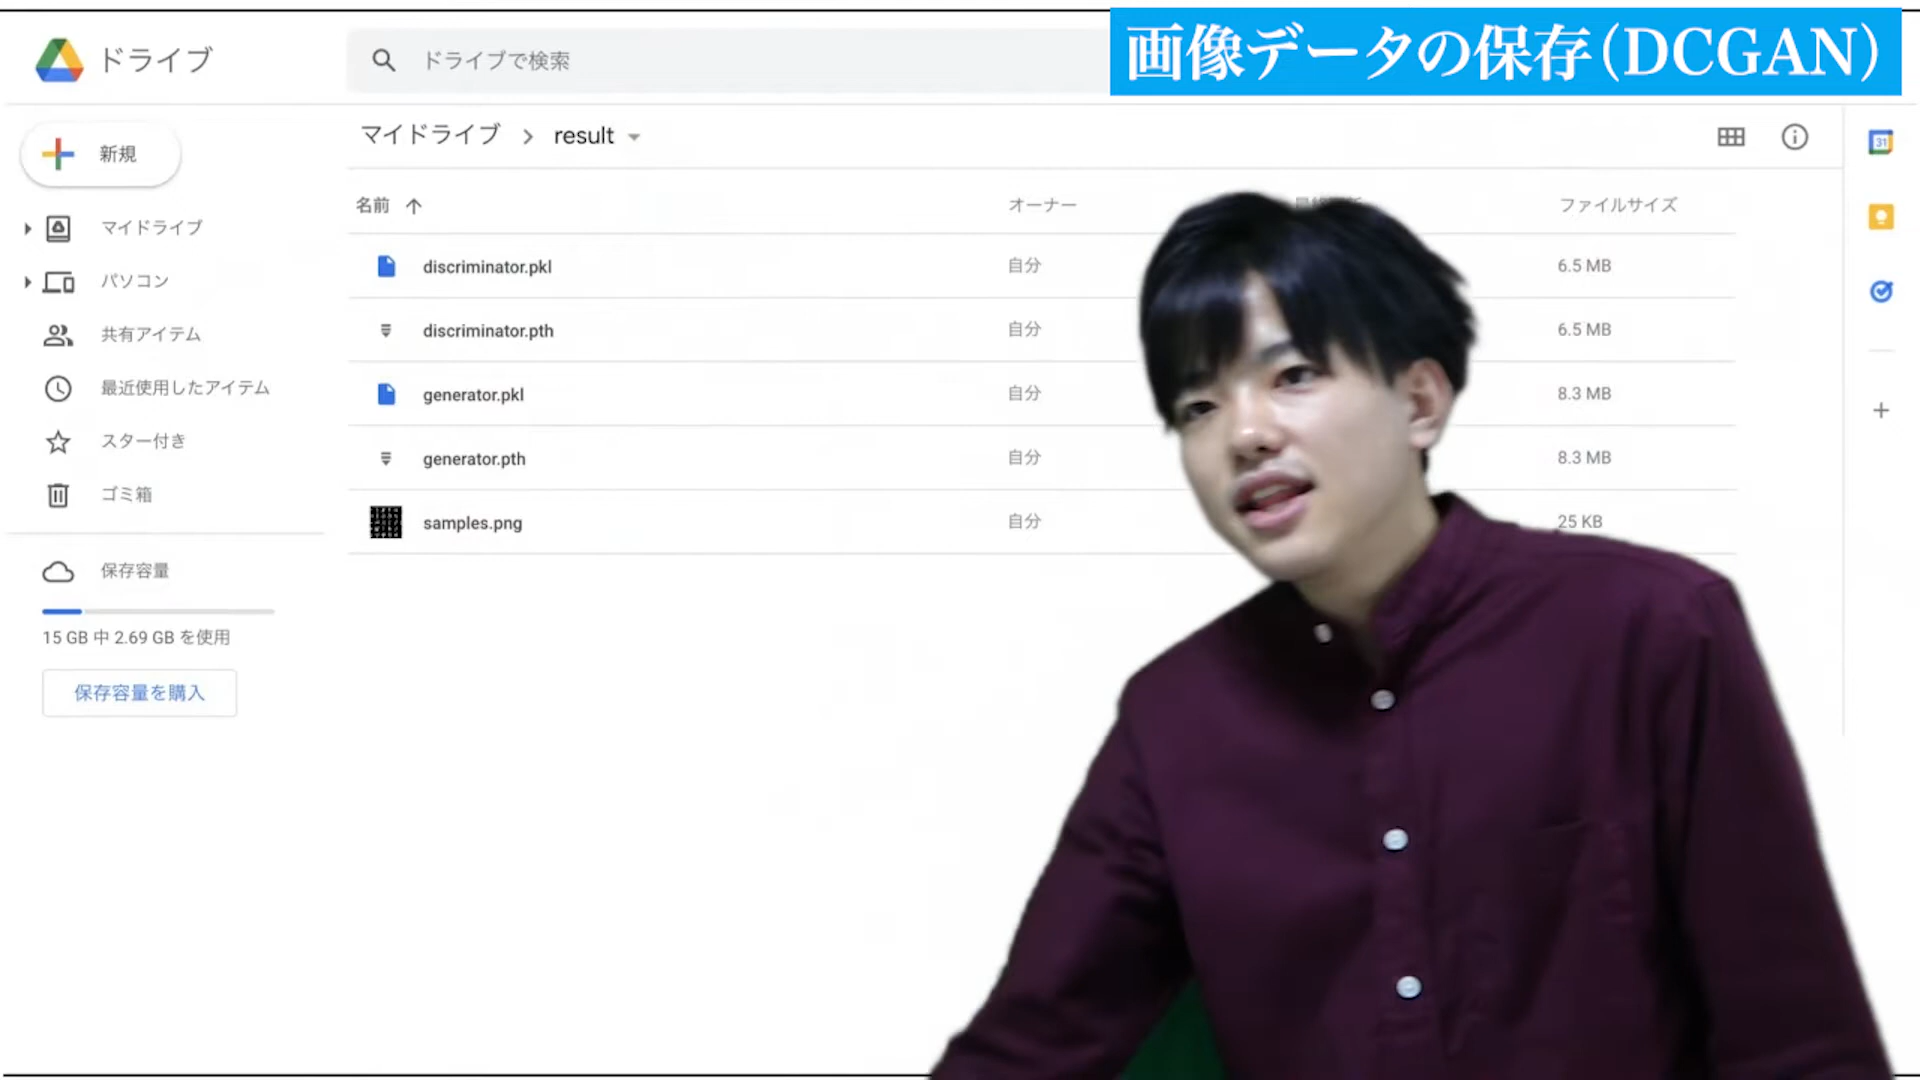 ドライブ
ドライブで検索
画像データの保存(DCGAN)
新規
マイドライブ
パソコン
共有アイテム
最近使用したアイテム
スター付き
ゴミ箱
保存容量
15 GB 中 2.69 GB を使用
保存容量を購入
マイドライブ > result
名前 オーナー ファイルサイズ
discriminator.pkl 自分 6.5 MB
discriminator.pth 自分 6.5 MB
generator.pkl 自分 8.3 MB
generator.pth 自分 8.3 MB
samples.png 自分 25 KB
31